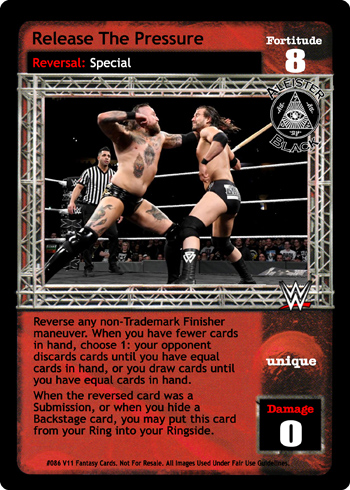 Release The Pressure
Fortitude
8
Reversal: Special
ALEISTER
BLACK
W
unique
Reverse any non-Trademark Finisher
maneuver. When you have fewer cards
in hand, choose 1: your opponent
discards cards until you have equal
cards in hand, or you draw cards until
you have equal cards in hand.
When the reversed card was a
Submission, or when you hide a
Backstage card, you may put this card
from your Ring into your Ringside.
Damage
0
#086 V11 Fantasy Cards. Not For Resale. All Images Used Under Fair Use Guidelines.